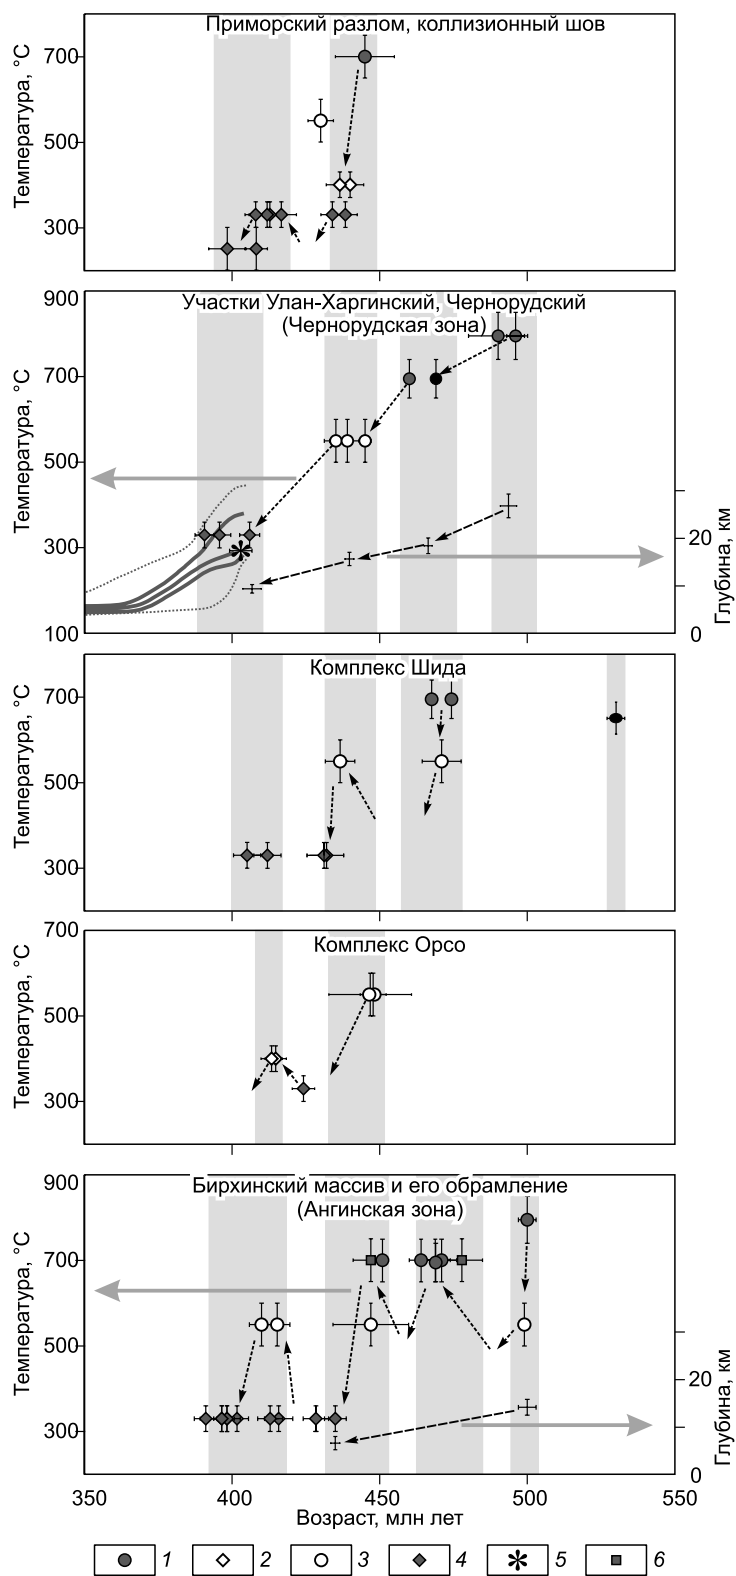 Приморский разлом, коллизионный шов
Температура, °C
700
500
300
Участки Улан-Харгинский, Чернорудский
(Чернорудская зона)
Температура, °C
900
700
500
300
100
20
0
Глубина, км
Комплекс Шида
Температура, °C
700
500
300
Комплекс Орсо
Температура, °C
700
500
300
Бирхинский массив и его обрамление
(Ангинская зона)
Температура, °C
900
700
500
300
20
0
Глубина, км
350 400 450 500 550
Возраст, млн лет
1 2 3 4 5 6